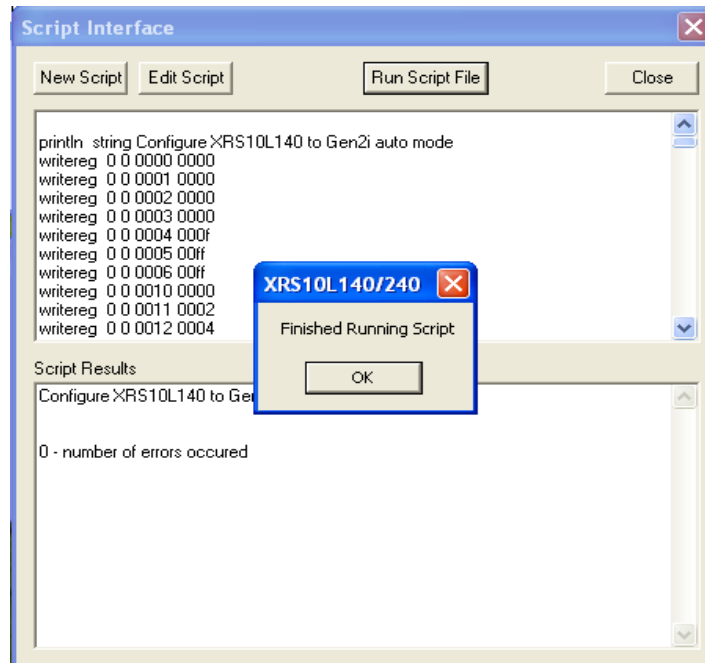 Script Interface
New Script Edit Script Run Script File Close
println string Configure XRS10L140 to Gen2i auto mode
writereg 0 0 0000 0000
writereg 0 0 0001 0000
writereg 0 0 0002 0000
writereg 0 0 0003 0000
writereg 0 0 0004 000f
writereg 0 0 0005 00ff
writereg 0 0 0006 00ff
writereg 0 0 0010 0000
writereg 0 0 0011 0002
writereg 0 0 0012 0004
XRS10L140/240
Finished Running Script
OK
Script Results
Configure XRS10L140 to Ge
0 - number of errors occured